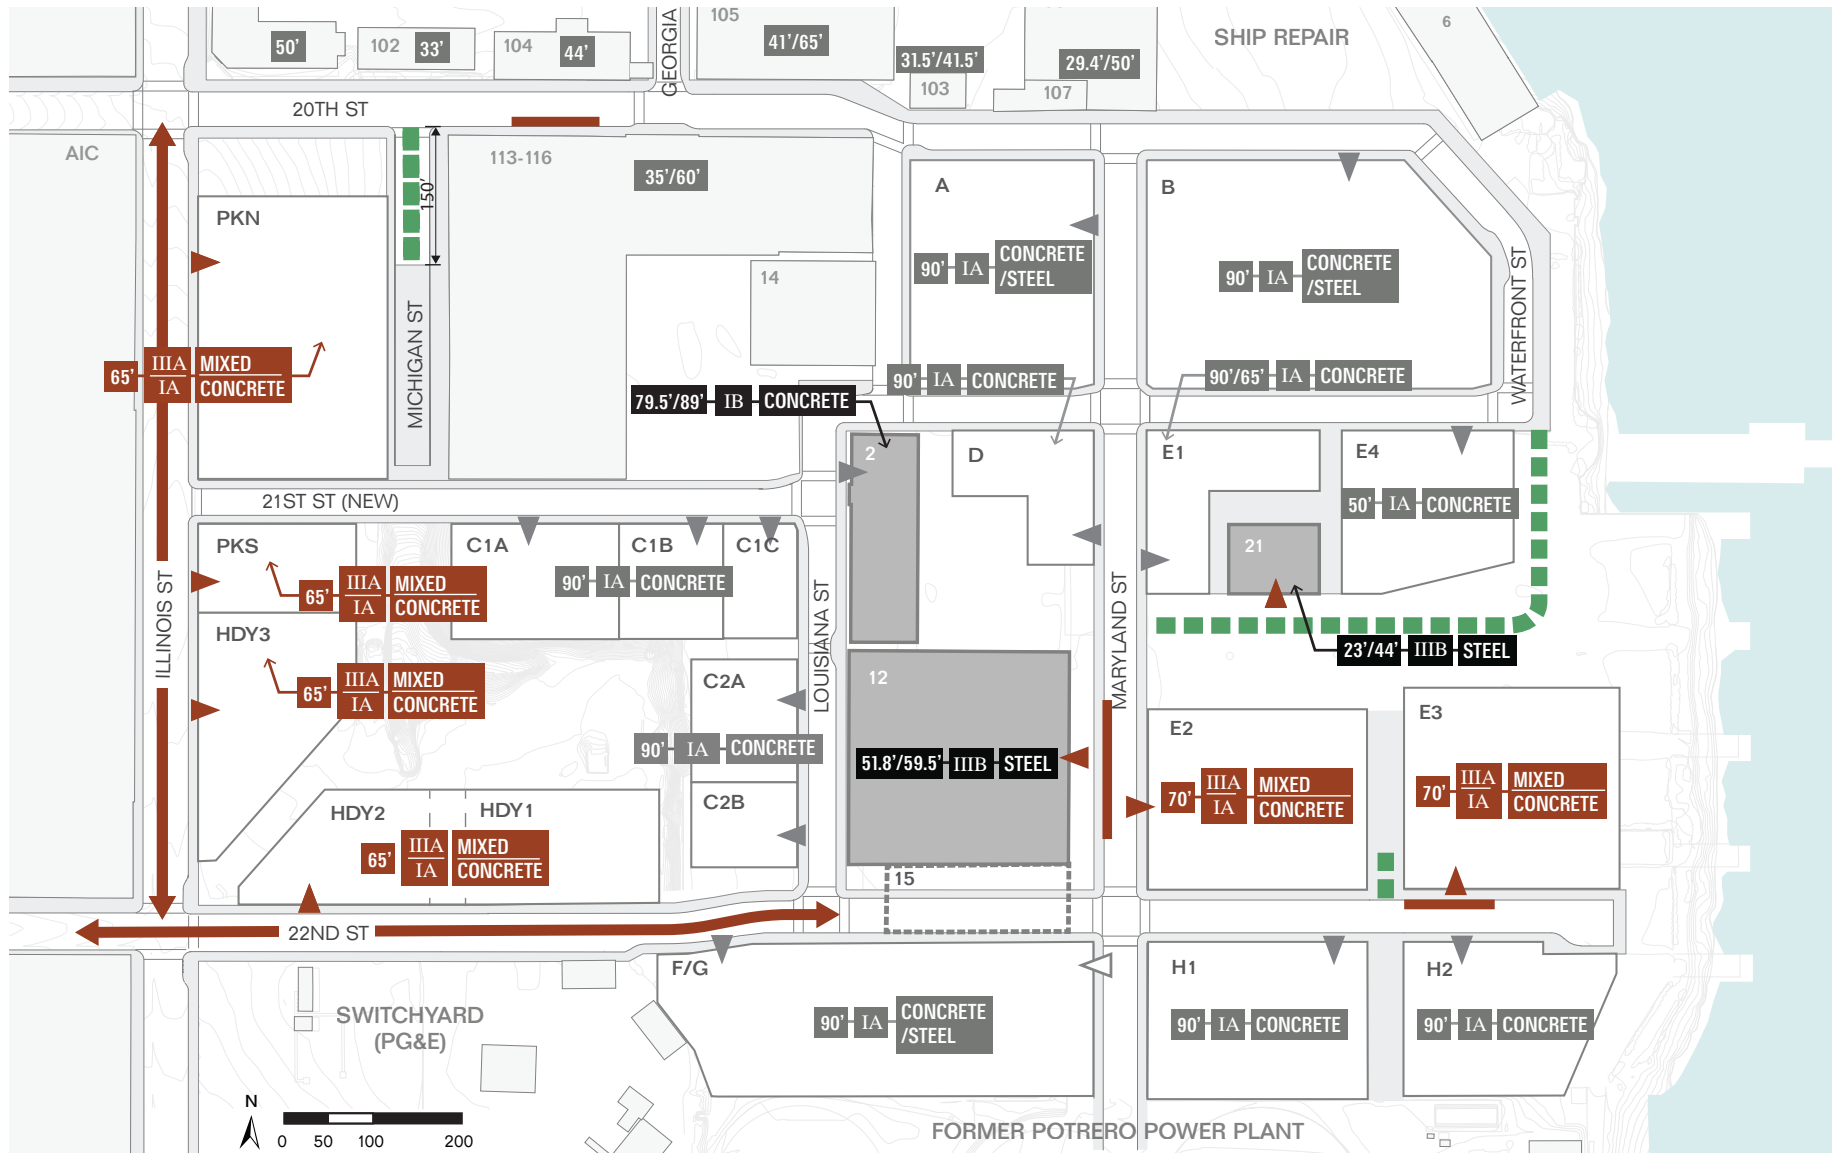 105
6
SHIP REPAIR
GEORGIA
50'
102
33'
104
44'
41'/65'
31.5'/41.5'
29.4'/50'
103
107
20TH ST
AIC
150'
113-116
35'/60'
A
B
PKN
14
90' IA CONCRETE
/STEEL
90' IA CONCRETE
/STEEL
WATERFRONT ST
MICHIGAN ST
65' IIIA MIXED
IA CONCRETE
79.5'/89' IB CONCRETE
90' IA CONCRETE
90'/65' IA CONCRETE
2
D
E1
E4
21ST ST (NEW)
50' IA CONCRETE
PKS
C1A
C1B
C1C
21
65' IIIA MIXED
IA CONCRETE
90' IA CONCRETE
ILLINOIS ST
LOUISIANA ST
MARYLAND ST
HDY3
23'/44' IIIB STEEL
65' IIIA MIXED
IA CONCRETE
C2A
12
E2
E3
90' IA CONCRETE
51.8'/59.5' IIIB STEEL
70' IIIA MIXED
IA CONCRETE
70' IIIA MIXED
IA CONCRETE
C2B
HDY2
HDY1
65' IIIA MIXED
IA CONCRETE
15
22ND ST
F/G
H1
H2
SWITCHYARD
(PG&E)
90' IA CONCRETE
/STEEL
90' IA CONCRETE
90' IA CONCRETE
N
0 50 100 200
FORMER POTRERO POWER PLANT